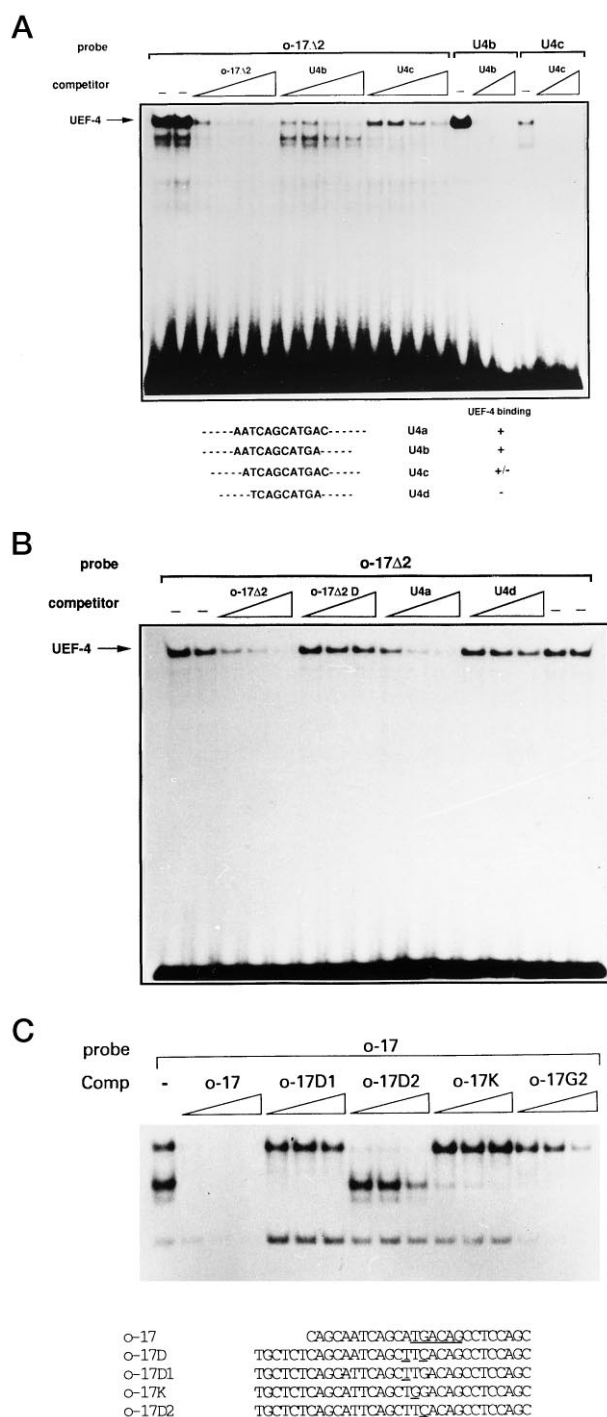 A
probe o-17Δ2 U4b U4c
competitor – – o-17Δ2 U4b U4c – U4b – U4c
UEF-4
UEF-4 binding
-----AATCAGCATGAC------ U4a +
-----AATCAGCATGA----- U4b +
-----ATCAGCATGAC------ U4c +/-
-----TCAGCATGA------ U4d -
B
probe o-17Δ2
competitor – – o-17Δ2 o-17Δ2 D U4a U4d – –
UEF-4
C
probe o-17
Comp - o-17 o-17D1 o-17D2 o-17K o-17G2
o-17 CAGCAATCAGCATGACAGCCTCCAGC
o-17D TGCTCTCAGCAATCAGCTTCACAGCCTCCAGC
o-17D1 TGCTCTCAGCATTCAGCTTGACAGCCTCCAGC
o-17K TGCTCTCAGCATTCAGCTGGACAGCCTCCAGC
o-17D2 TGCTCTCAGCAATCAGCATTCACAGCCTCCAGC